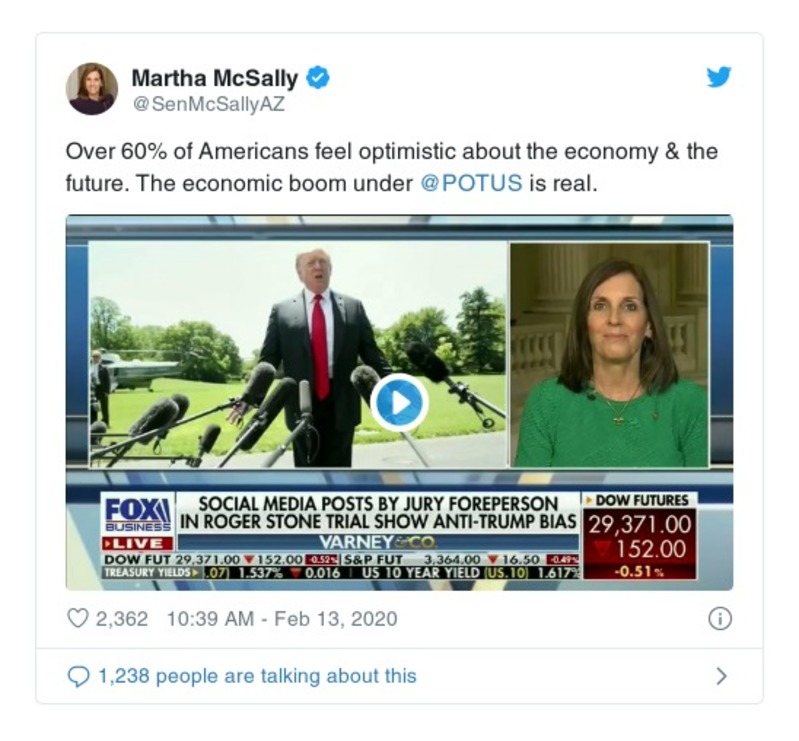 Martha McSally
@SenMcSallyAZ
Over 60% of Americans feel optimistic about the economy & the
future. The economic boom under @POTUS is real.
FOX
BUSINESS
LIVE
SOCIAL MEDIA POSTS BY JURY FOREPERSON
IN ROGER STONE TRIAL SHOW ANTI-TRUMP BIAS
VARNEY & CO.
DOW FUTURES
29,371.00
152.00
-0.51%
DOW FUT 29,371.00 ▼ 152.00 -0.52% S&P FUT 3,364.00 ▼ 16.50 -0.49%
TREASURY YIELDS .07) 1.537% ▼ 0.016 US 10 YEAR YIELD (US.10) 1.617%
2,362 10:39 AM - Feb 13, 2020
1,238 people are talking about this